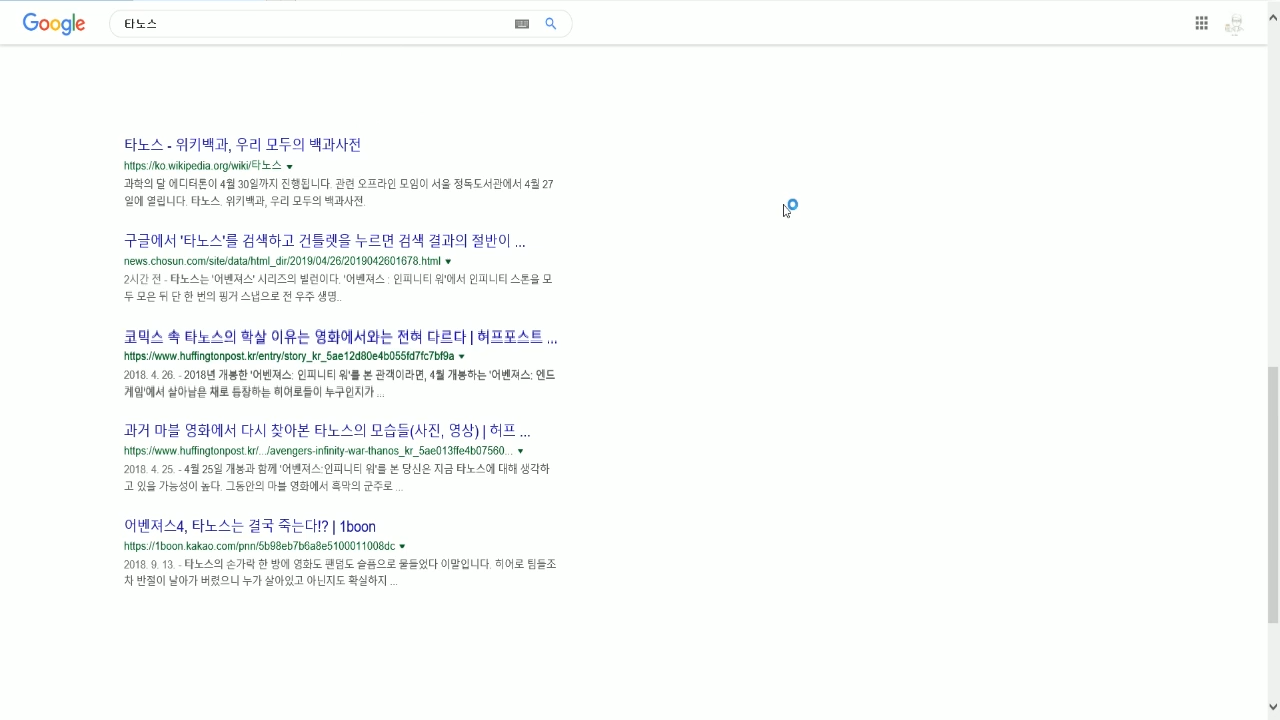 Google
타노스
타노스 - 위키백과, 우리 모두의 백과사전
https://ko.wikipedia.org/wiki/타노스
과학의 달 에디터톤이 4월 30일까지 진행됩니다. 관련 오프라인 모임이 서울 정독도서관에서 4월 27
일에 열립니다. 타노스. 위키백과, 우리 모두의 백과사전.
구글에서 '타노스'를 검색하고 건틀렛을 누르면 검색 결과의 절반이 ...
news.chosun.com/site/data/html_dir/2019/04/26/2019042601678.html
2시간 전 - 타노스는 '어벤져스' 시리즈의 빌런이다. '어벤져스 : 인피니티 워'에서 인피니티 스톤을 모
두 모은 뒤 단 한 번의 핑거 스냅으로 전 우주 생명..
코믹스 속 타노스의 학살 이유는 영화에서와는 전혀 다르다 | 허프포스트 ...
https://www.huffingtonpost.kr/entry/story_kr_5ae12d80e4b055fd7fc7bf9a
2018. 4. 26. - 2018년 개봉한 '어벤져스: 인피니티 워'를 본 관객이라면, 4월 개봉하는 '어벤져스: 엔드
게임'에서 살아남은 채로 등장하는 히어로들이 누구인지가 ...
과거 마블 영화에서 다시 찾아본 타노스의 모습들(사진, 영상) | 허프 ...
https://www.huffingtonpost.kr/.../avengers-infinity-war-thanos_kr_5ae013ffe4b07560...
2018. 4. 25. - 4월 25일 개봉과 함께 '어벤져스:인피니티 워'를 본 당신은 지금 타노스에 대해 생각하
고 있을 가능성이 높다. 그동안의 마블 영화에서 흑막의 군주로 ...
어벤져스4, 타노스는 결국 죽는다!? | 1boon
https://1boon.kakao.com/pnn/5b98eb7b6a8e5100011008dc
2018. 9. 13. - 타노스의 손가락 한 방에 영화도 팬덤도 슬픔으로 물들었다 이말입니다. 히어로 팀들조
차 반절이 날아가 버렸으니 누가 살아있고 아닌지도 확실하지 ...